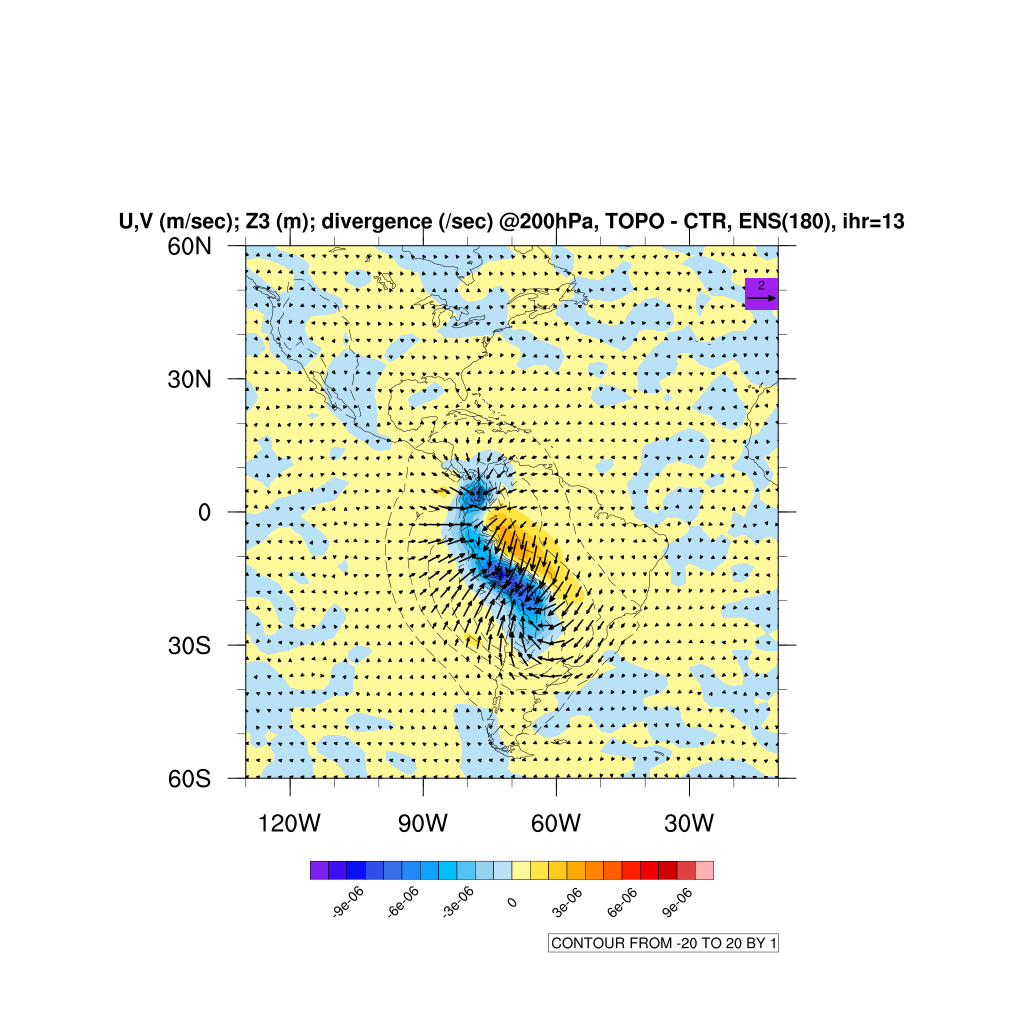 U,V (m/sec); Z3 (m); divergence (/sec) @200hPa, TOPO - CTR, ENS(180), ihr=13
60N
2
30N
0
30S
60S
120W 90W 60W 30W
-9e-06 -6e-06 -3e-06 0 3e-06 6e-06 9e-06
CONTOUR FROM -20 TO 20 BY 1